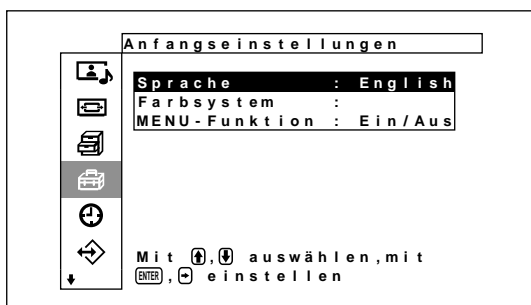 Anfangseinstellungen
Sprache : English
Farbsystem :
MENU-Funktion : Ein/Aus
Mit ↑,↓ auswählen,mit
ENTER,→ einstellen